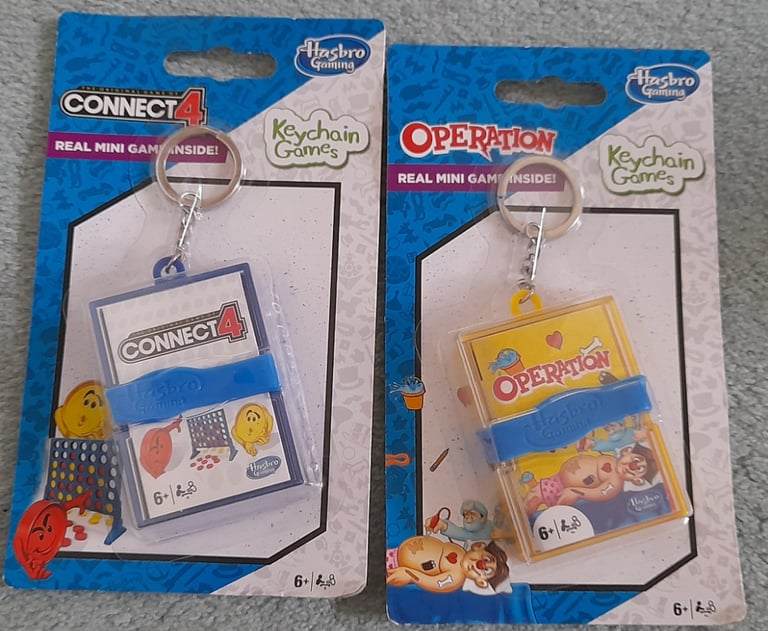 Hasbro
Gaming
THE ORIGINAL GAME OF
CONNECT 4
REAL MINI GAME INSIDE!
Keychain
Games
CONNECT 4
Hasbro
Gaming
6+
Hasbro
Gaming
6+
Hasbro
Gaming
OPERATION
REAL MINI GAME INSIDE!
Keychain
Games
OPERATION
Hasbro
Gaming
Hasbro
Gaming
6+
6+